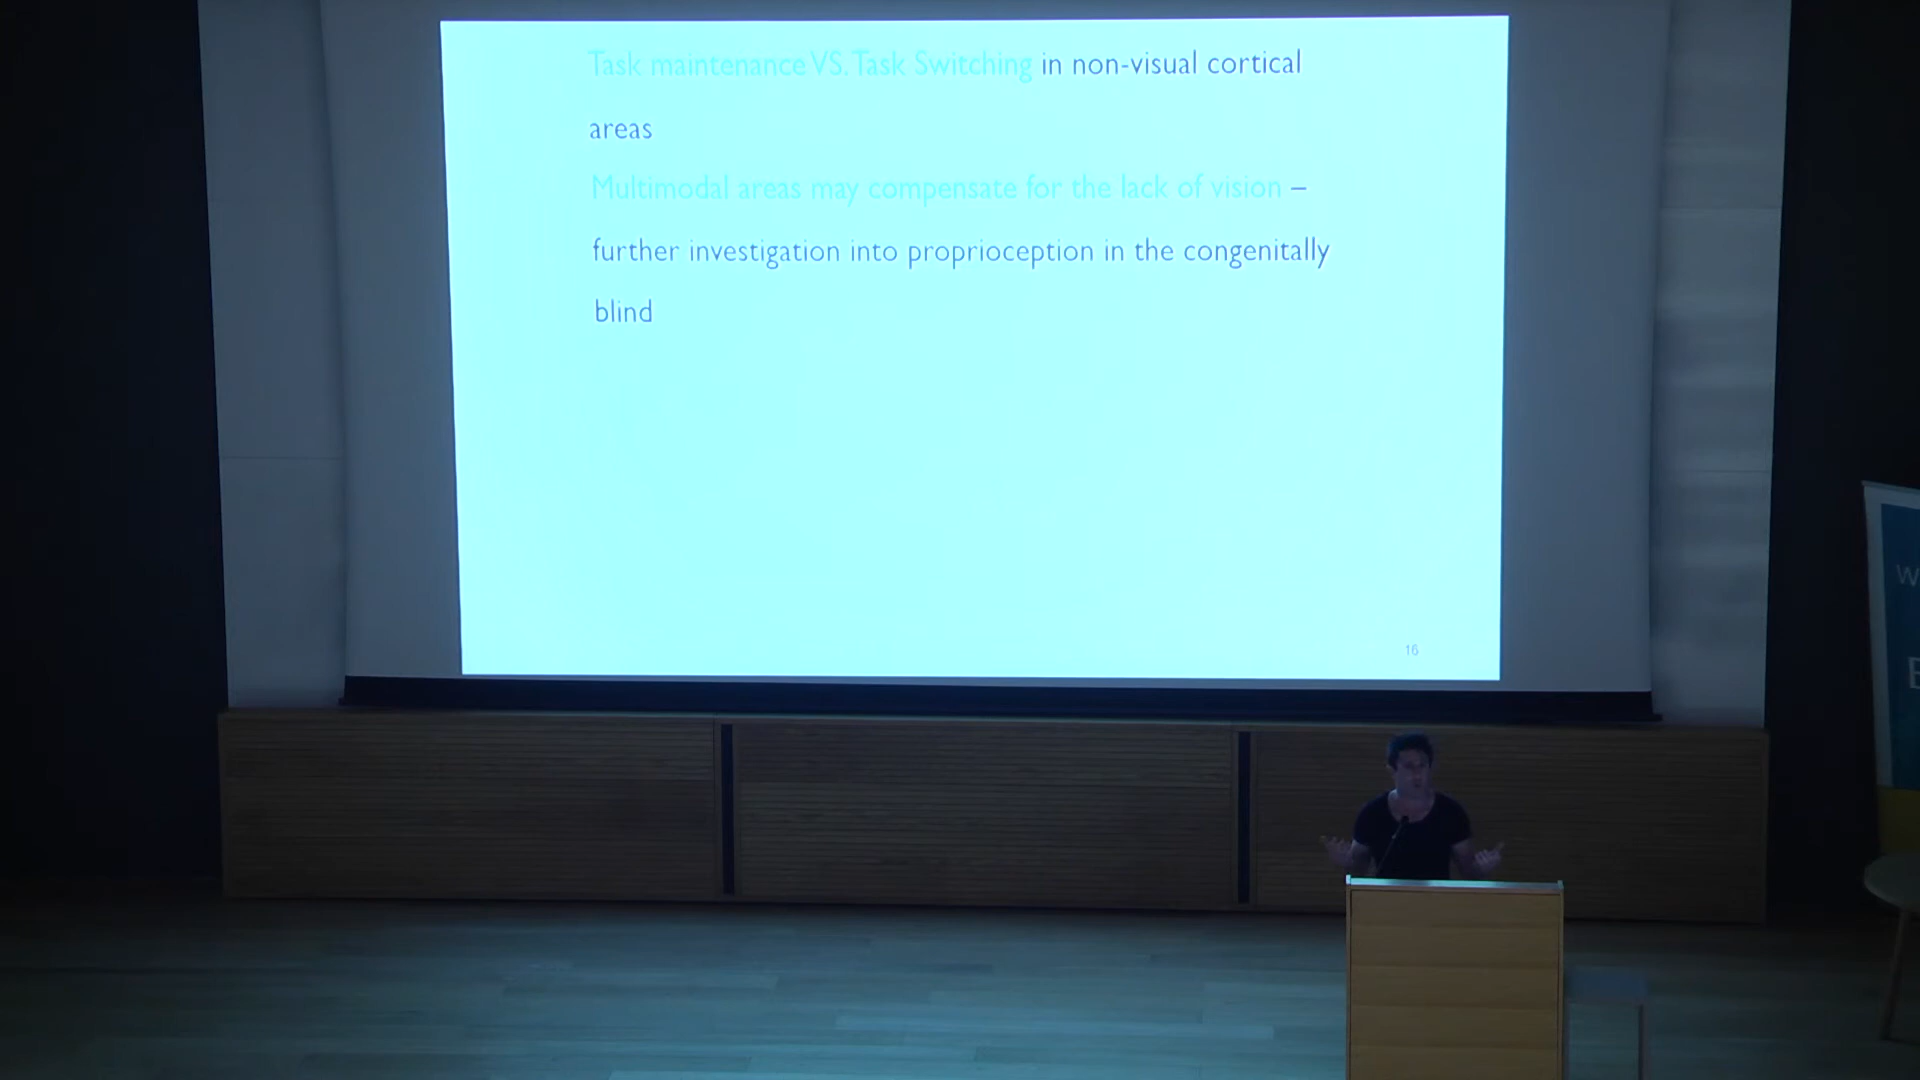 Task maintenance VS. Task Switching in non-visual cortical
areas
Multimodal areas may compensate for the lack of vision –
further investigation into proprioception in the congenitally
blind
16
W
E